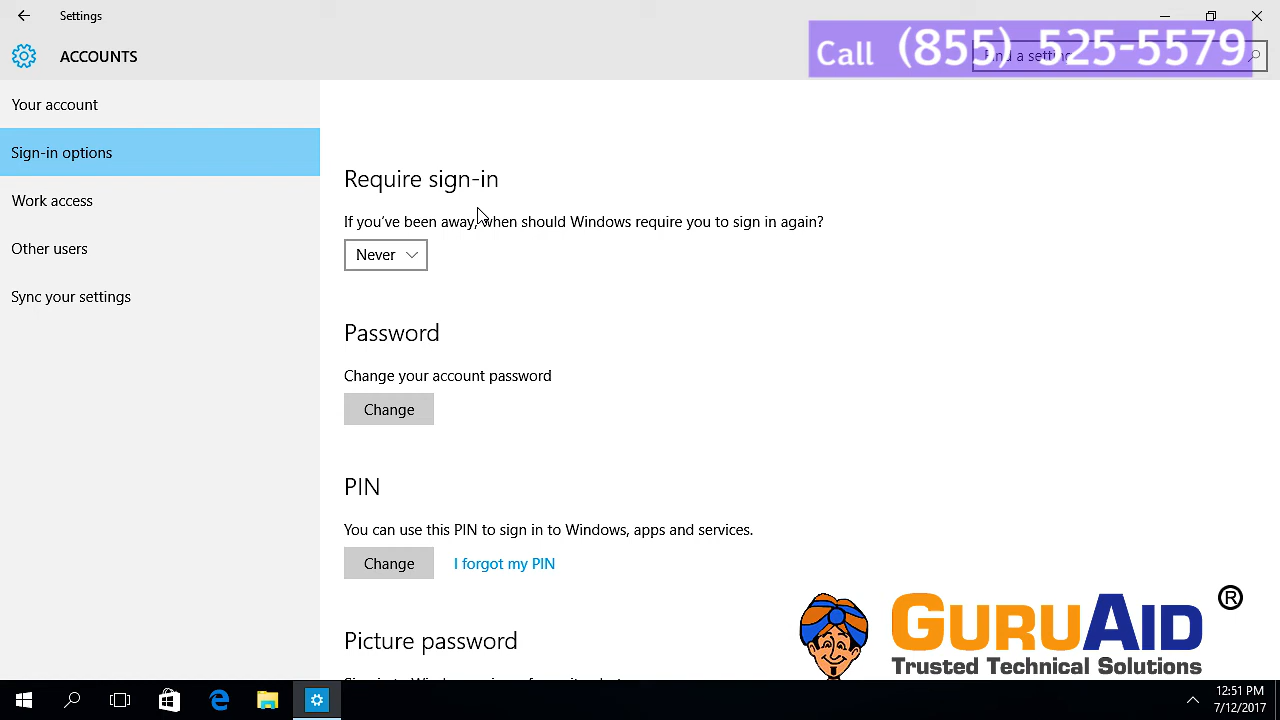 Settings
ACCOUNTS
Call (855) 525-5579
Find a setting
Your account
Sign-in options
Work access
Other users
Sync your settings
Require sign-in
If you've been away, when should Windows require you to sign in again?
Never
Password
Change your account password
Change
PIN
You can use this PIN to sign in to Windows, apps and services.
Change I forgot my PIN
Picture password
GURUAID ®
Trusted Technical Solutions
12:51 PM
7/12/2017